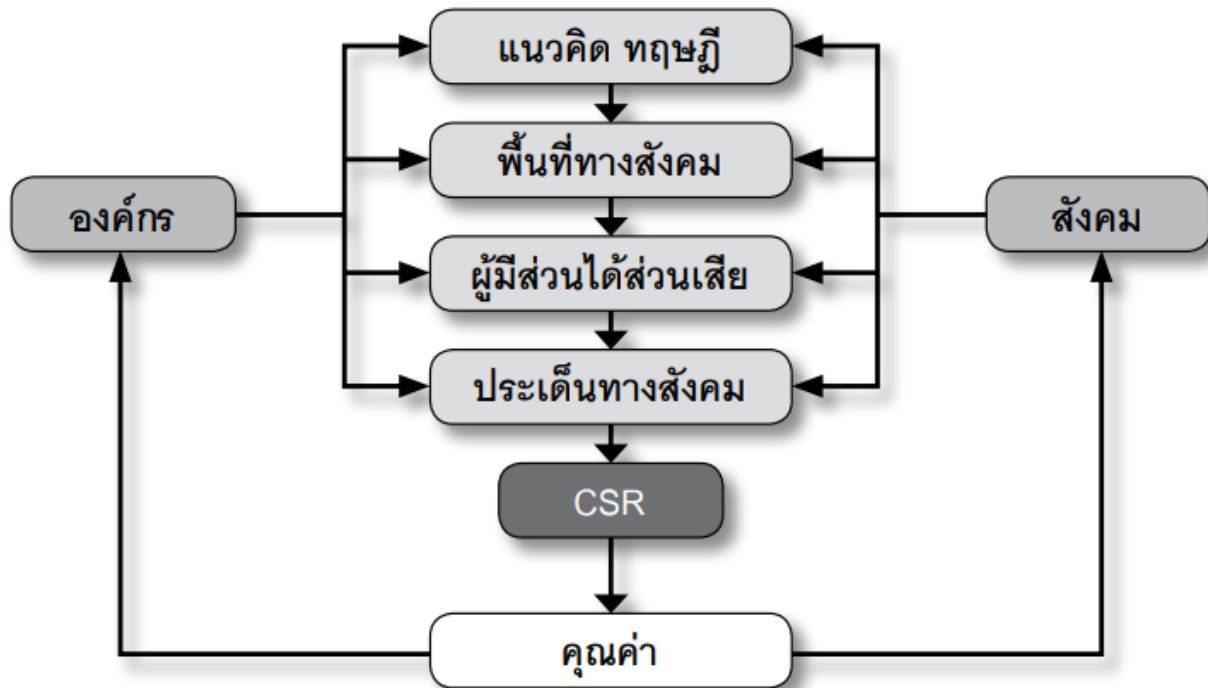 แนวคิด ทฤษฎี
พื้นที่ทางสังคม
องค์กร
สังคม
ผู้มีส่วนได้ส่วนเสีย
ประเด็นทางสังคม
CSR
คุณค่า